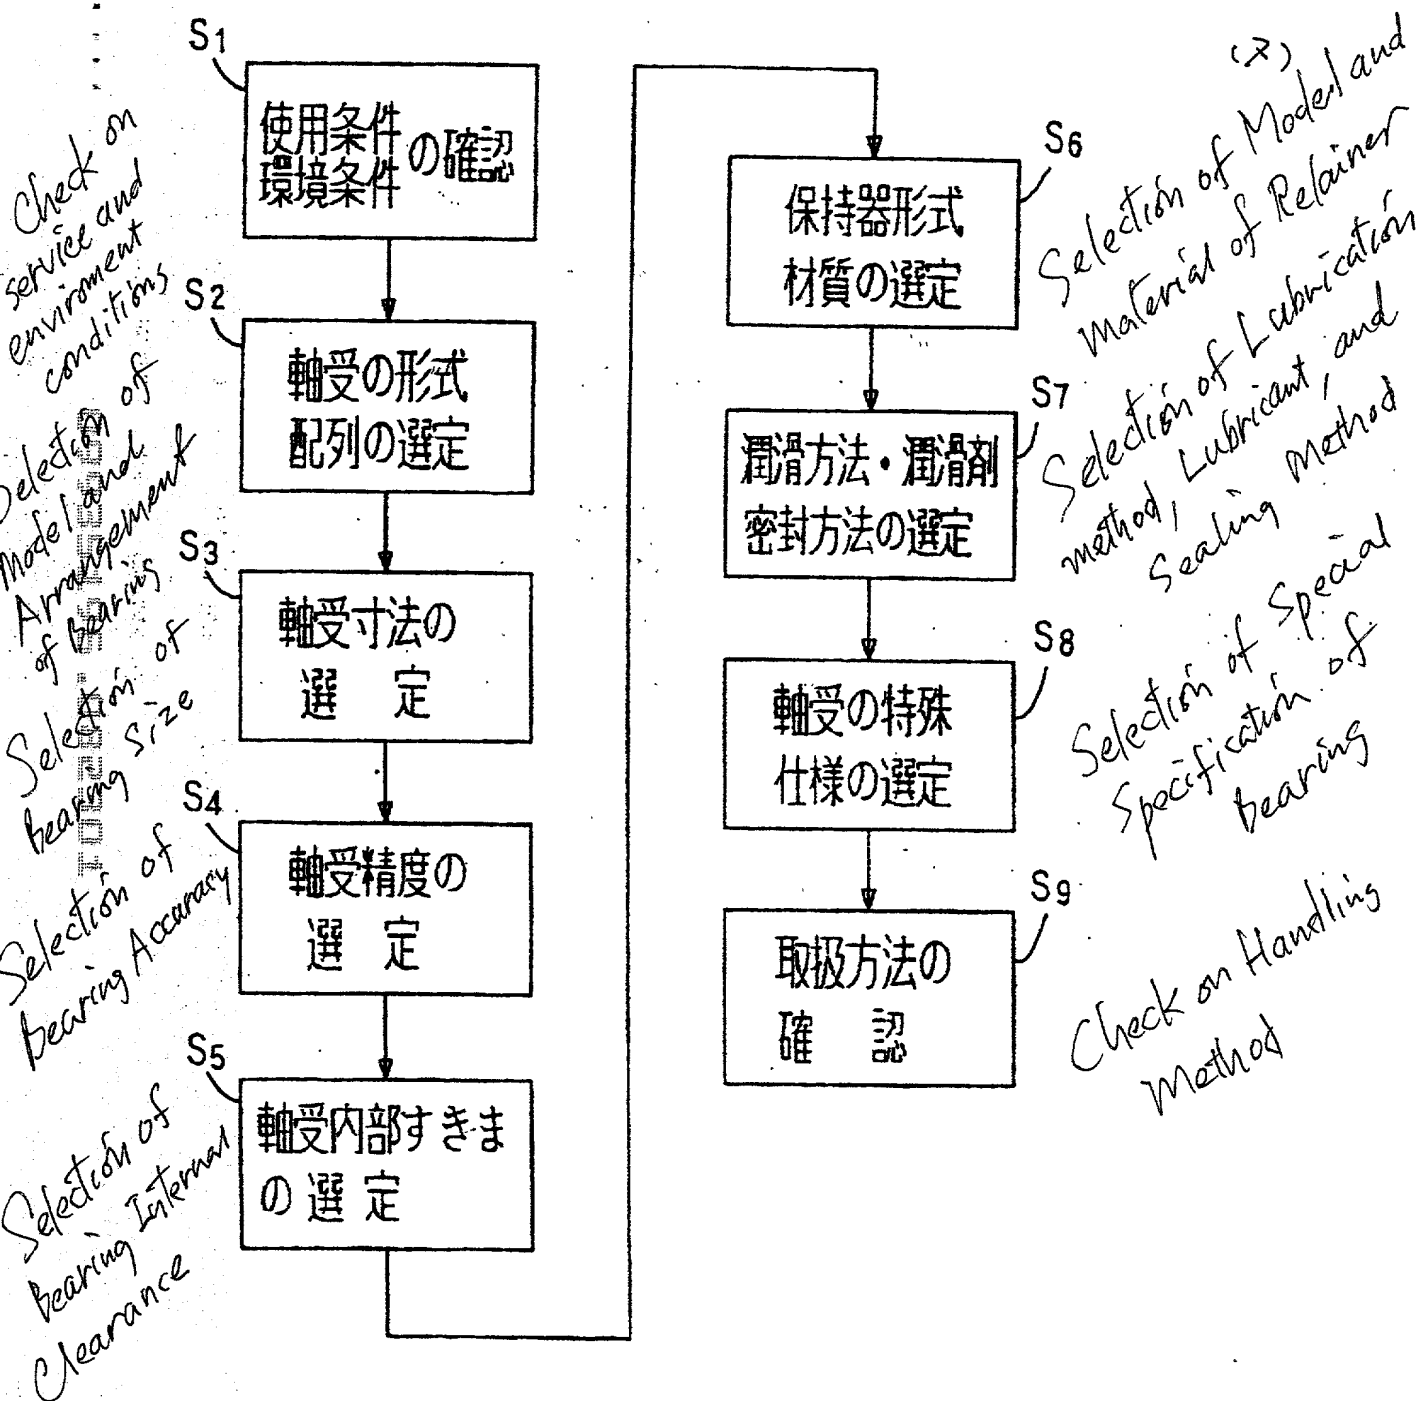 S1
使用条件
環境条件
の確認
Check on
service and
enviroment
conditions
S2
軸受の形式
配列の選定
Selection of
Model and
Arrangement
of Bearing
S3
軸受寸法の
選 定
Selection of
Bearing Size
S4
軸受精度の
選 定
Selection of
Bearing Accuracy
S5
軸受内部すきま
の 選 定
Selection of
Bearing Internal
Clearance
S6
保持器形式
材質の選定
Selection of Model and
Material of Retainer
S7
潤滑方法・潤滑剤
密封方法の選定
Selection of Lubrication
method, Lubricant, and
Sealing Method
S8
軸受の特殊
仕様の選定
Selection of Special
Specification of
Bearing
S9
取扱方法の
確 認
Check on Handling
Method